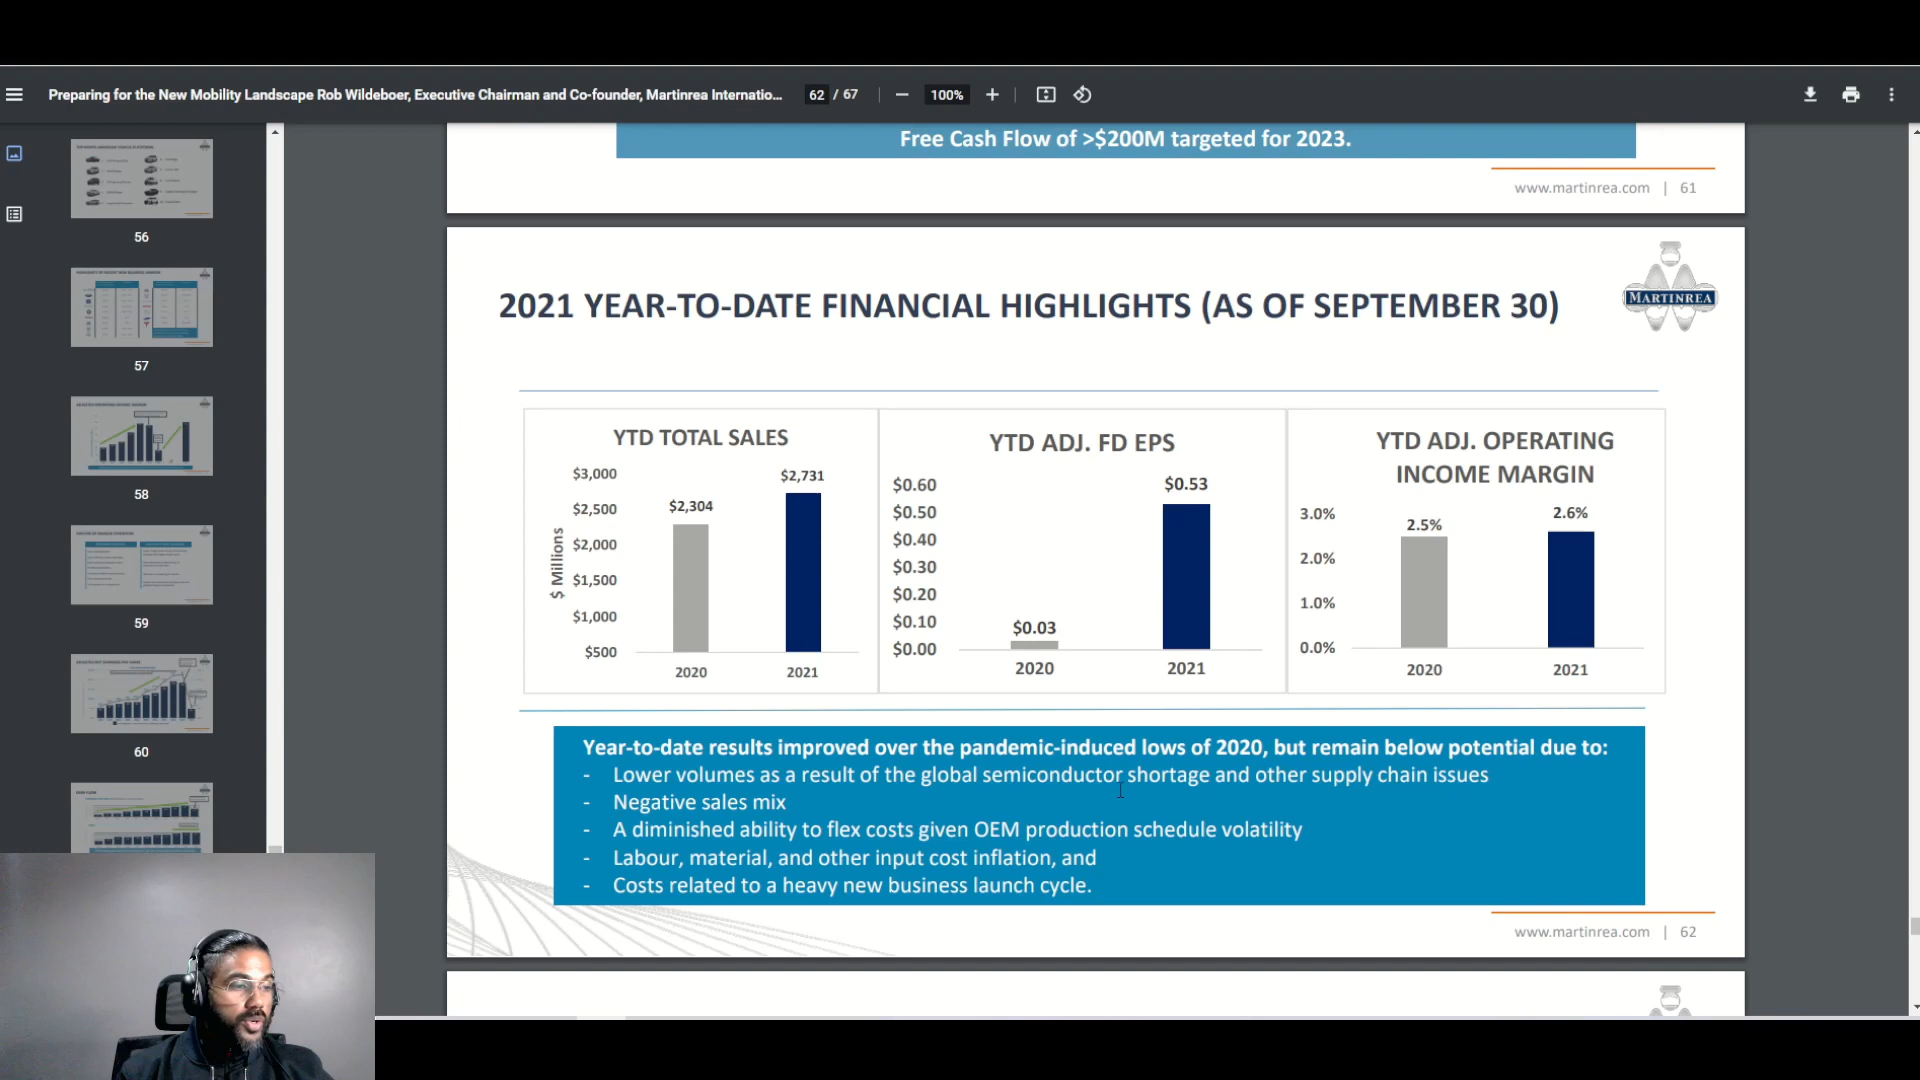 Preparing for the New Mobility Landscape Rob Wildeboer, Executive Chairman and Co-founder, Martinrea Internatio...
62 / 67
100%
56
57
58
59
60
Free Cash Flow of >$200M targeted for 2023.
www.martinrea.com | 61
2021 YEAR-TO-DATE FINANCIAL HIGHLIGHTS (AS OF SEPTEMBER 30)
MARTINREA
YTD TOTAL SALES
$ Millions
$3,000
$2,500
$2,000
$1,500
$1,000
$500
$2,304
$2,731
2020
2021
YTD ADJ. FD EPS
$0.60
$0.50
$0.40
$0.30
$0.20
$0.10
$0.00
$0.03
$0.53
2020
2021
YTD ADJ. OPERATING
INCOME MARGIN
3.0%
2.0%
1.0%
0.0%
2.5%
2.6%
2020
2021
Year-to-date results improved over the pandemic-induced lows of 2020, but remain below potential due to:
- Lower volumes as a result of the global semiconductor shortage and other supply chain issues
- Negative sales mix
- A diminished ability to flex costs given OEM production schedule volatility
- Labour, material, and other input cost inflation, and
- Costs related to a heavy new business launch cycle.
www.martinrea.com | 62